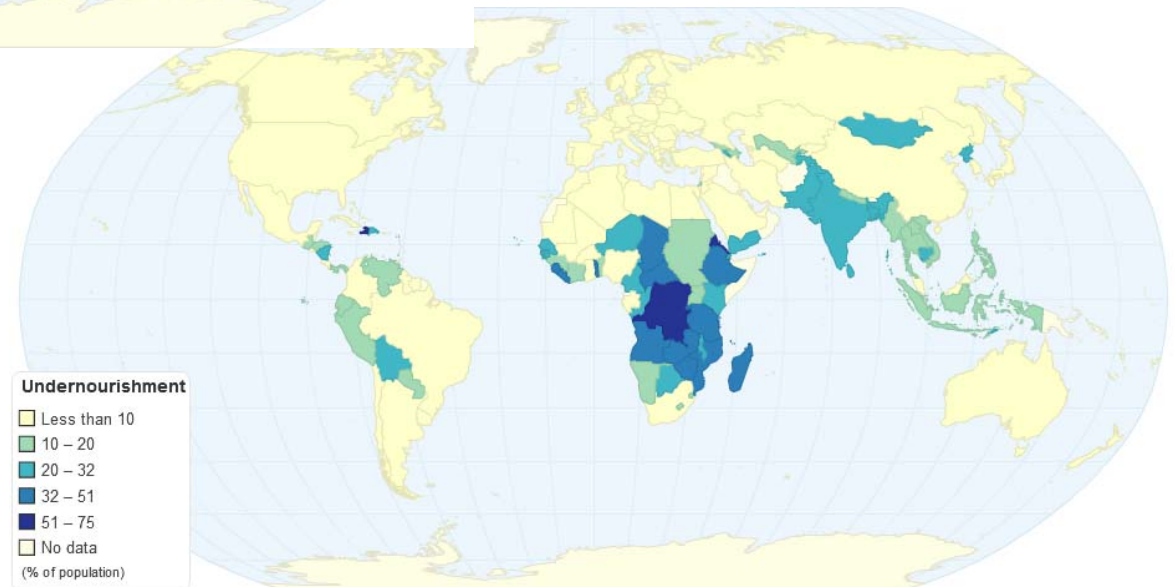 Undernourishment
Less than 10
10 – 20
20 – 32
32 – 51
51 – 75
No data
(% of population)